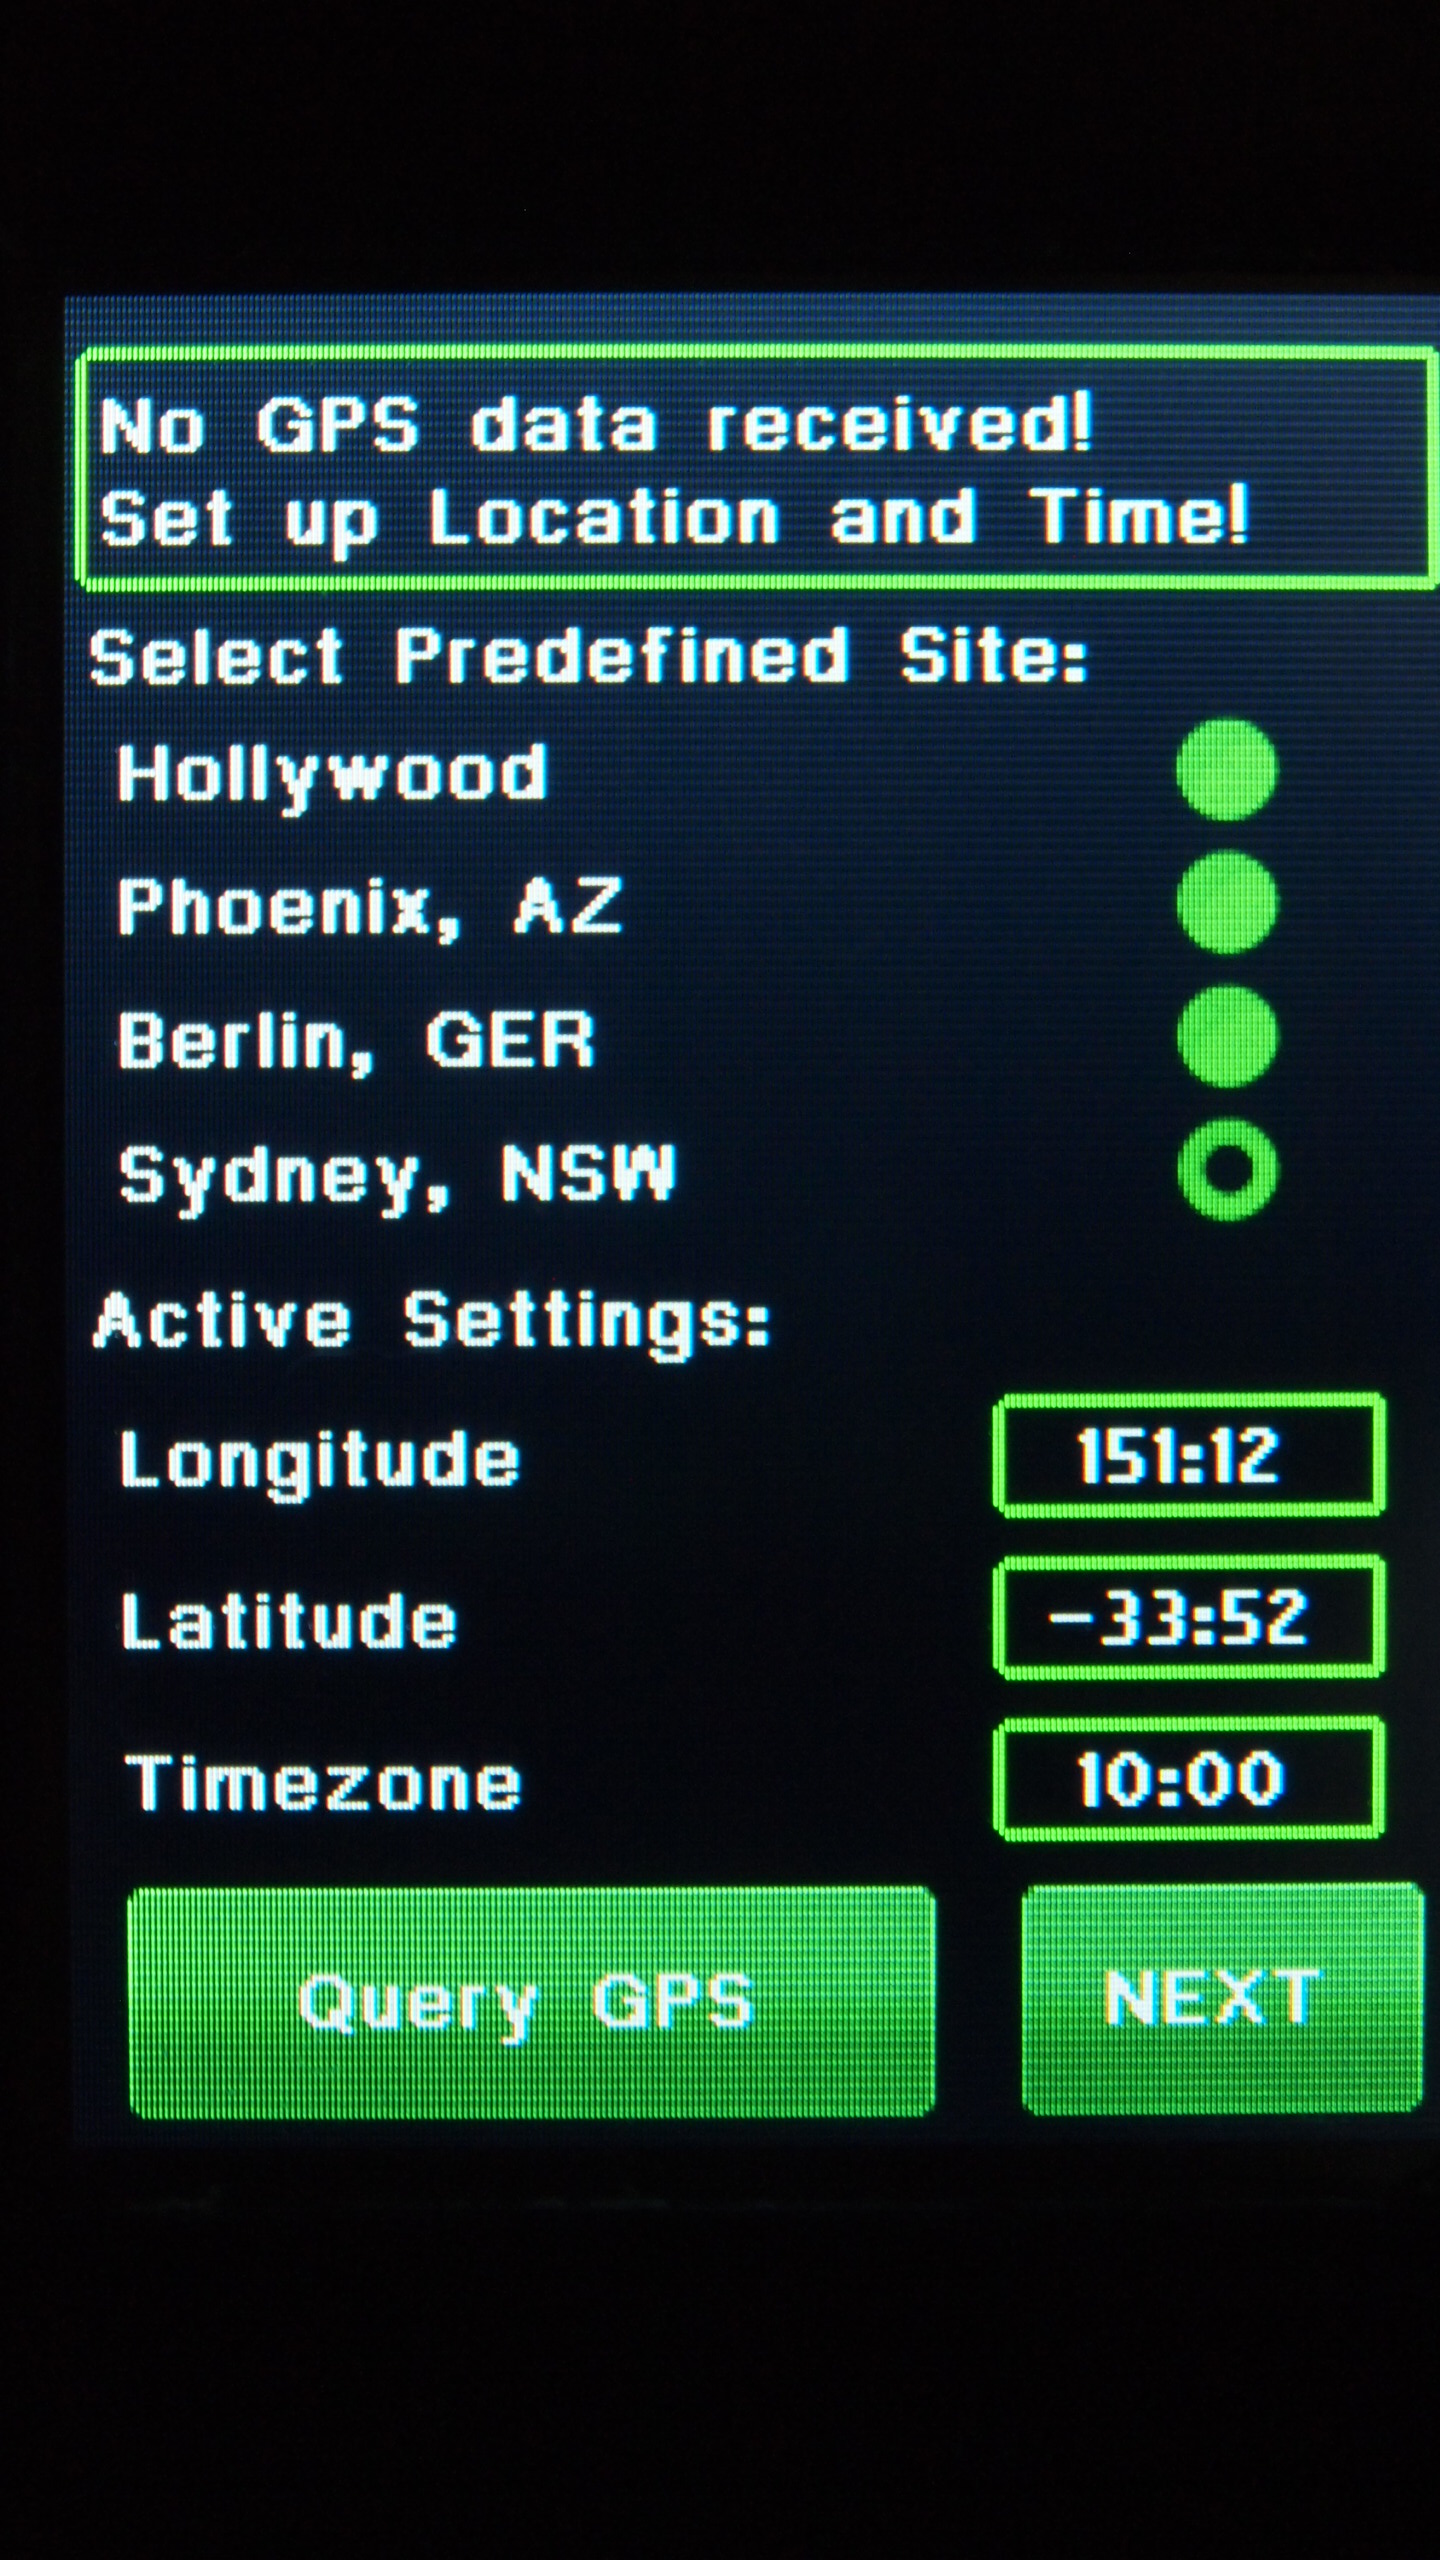 No GPS data received!
Set up Location and Time!
Select Predefined Site:
Hollywood
Phoenix, AZ
Berlin, GER
Sydney, NSW
Active Settings:
Longitude 151:12
Latitude -33:52
Timezone 10:00
Query GPS NEXT